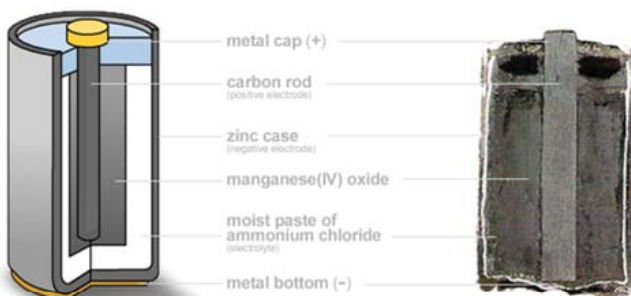 metal cap (+)
carbon rod
(positive electrode)
zinc case
(negative electrode)
manganese(IV) oxide
moist paste of
ammonium chloride
(electrolyte)
metal bottom (−)